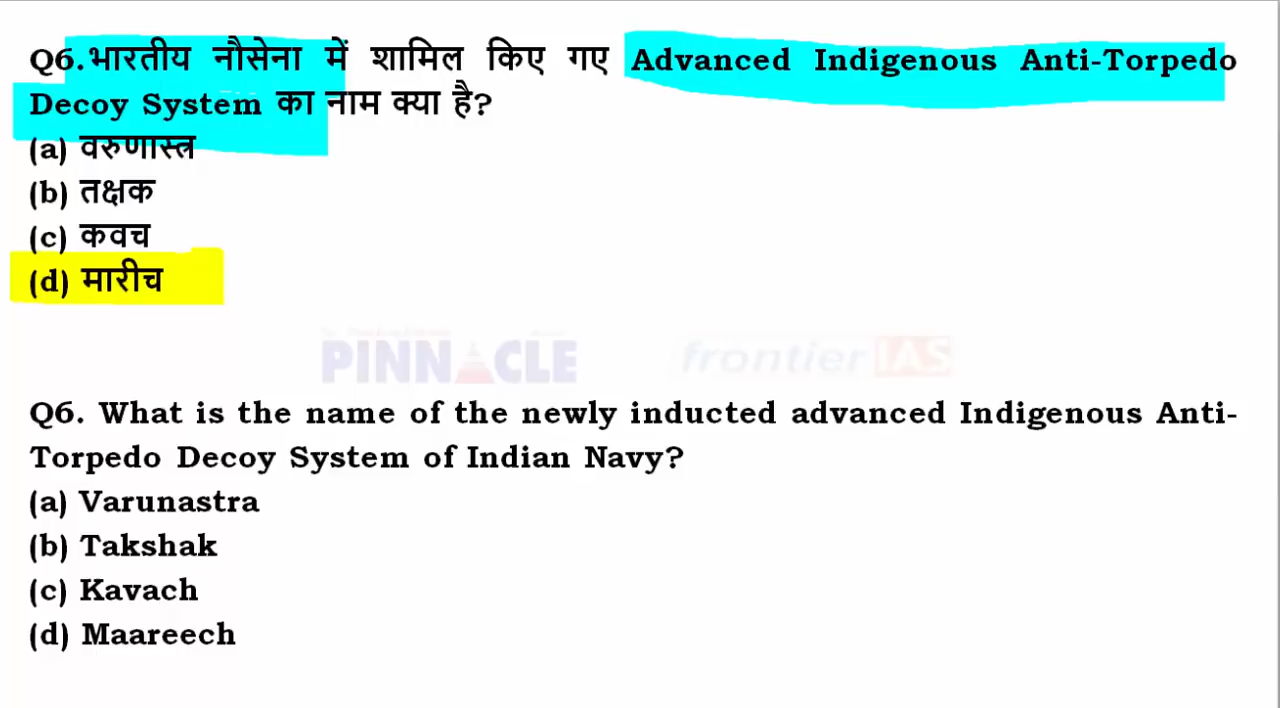 Q6.भारतीय नौसेना में शामिल किए गए Advanced Indigenous Anti-Torpedo
Decoy System का नाम क्या है?
(a) वरुणास्त्र
(b) तक्षक
(c) कवच
(d) मारीच
PINNACLE frontier IAS
Q6. What is the name of the newly inducted advanced Indigenous Anti-
Torpedo Decoy System of Indian Navy?
(a) Varunastra
(b) Takshak
(c) Kavach
(d) Maareech